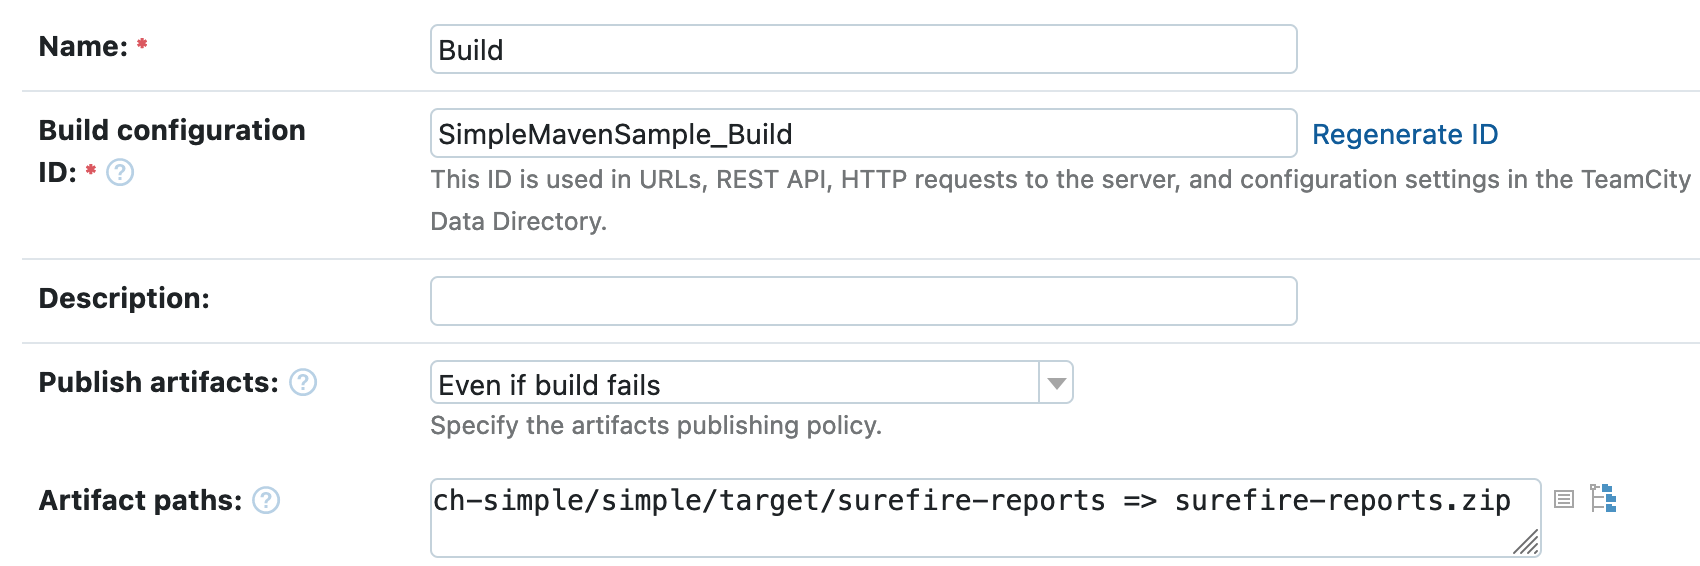 Name: *
Build
Build configuration
ID: * ?
SimpleMavenSample_Build
Regenerate ID
This ID is used in URLs, REST API, HTTP requests to the server, and configuration settings in the TeamCity
Data Directory.
Description:
Publish artifacts: ?
Even if build fails
Specify the artifacts publishing policy.
Artifact paths: ?
ch-simple/simple/target/surefire-reports => surefire-reports.zip